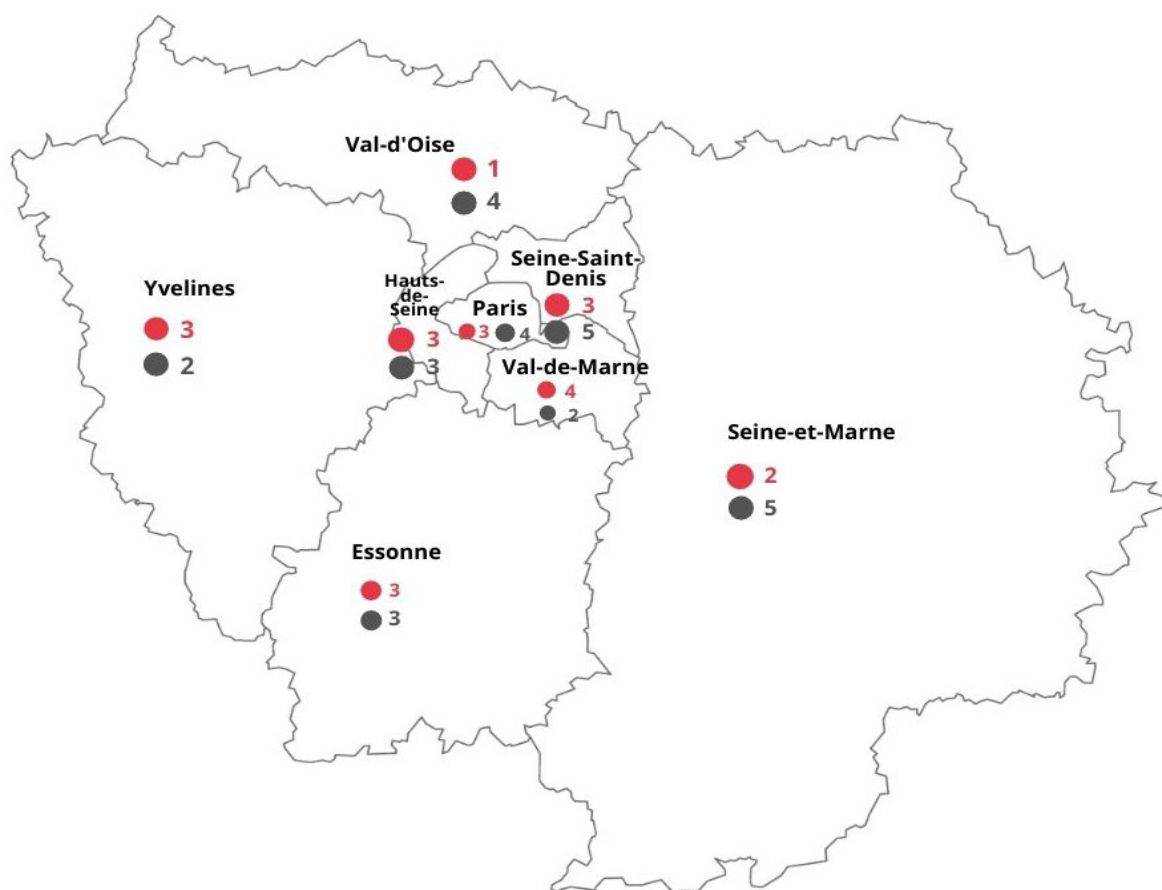 Val-d'Oise
1
4
Yvelines
3
2
Hauts-
de-
Seine
3
3
Paris
3 4
Seine-Saint-
Denis
3
5
Val-de-Marne
4
2
Seine-et-Marne
2
5
Essonne
3
3